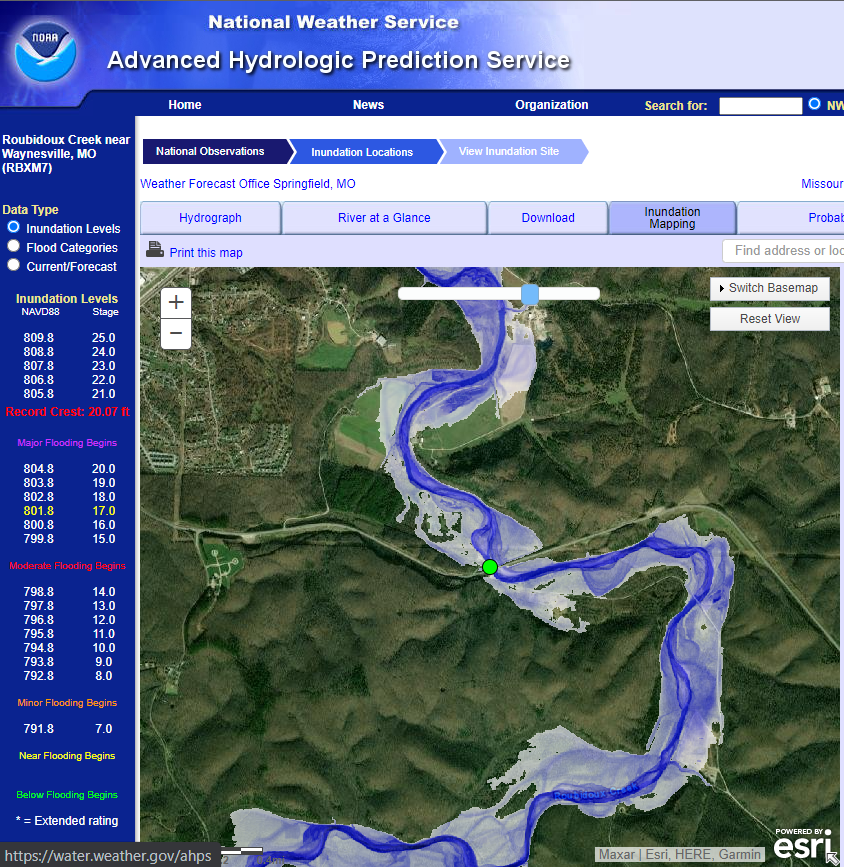 NOAA
National Weather Service
Advanced Hydrologic Prediction Service
Home News Organization Search for: NW
Roubidoux Creek near
Waynesville, MO
(RBXM7)
National Observations Inundation Locations View Inundation Site
Weather Forecast Office Springfield, MO Missour
Hydrograph River at a Glance Download Inundation Mapping Probab
Print this map Find address or loc
Switch Basemap
Reset View
+
−
Data Type
Inundation Levels
Flood Categories
Current/Forecast
Inundation Levels
NAVD88 Stage
809.8 25.0
808.8 24.0
807.8 23.0
806.8 22.0
805.8 21.0
Record Crest: 20.07 ft
Major Flooding Begins
804.8 20.0
803.8 19.0
802.8 18.0
801.8 17.0
800.8 16.0
799.8 15.0
Moderate Flooding Begins
798.8 14.0
797.8 13.0
796.8 12.0
795.8 11.0
794.8 10.0
793.8 9.0
792.8 8.0
Minor Flooding Begins
791.8 7.0
Near Flooding Begins
Below Flooding Begins
* = Extended rating
https://water.weather.gov/ahps
Maxar | Esri, HERE, Garmin
POWERED BY
esri